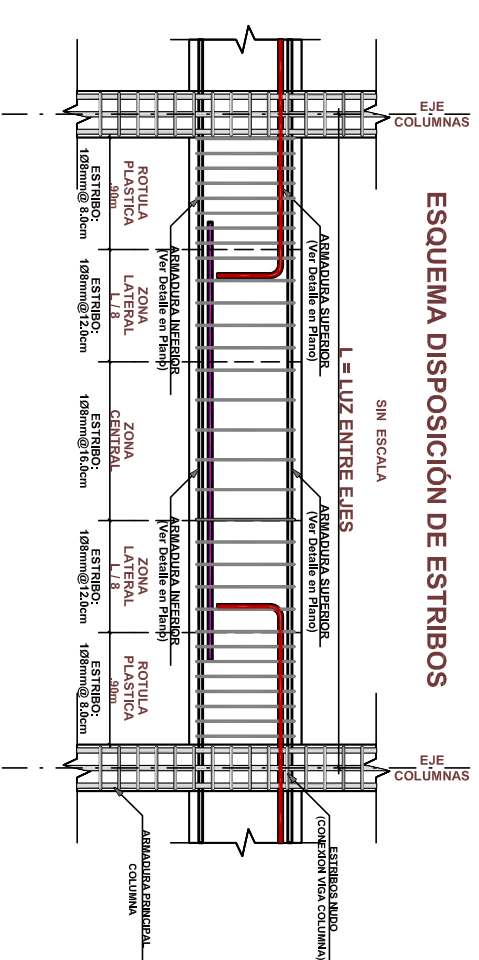 ESQUEMA DISPOSICIÓN DE ESTRIBOS
SIN ESCALA
L = LUZ ENTRE EJES
EJE
COLUMNAS
EJE
COLUMNAS
ARMADURA SUPERIOR
(Ver Detalle en Plano)
ARMADURA SUPERIOR
(Ver Detalle en Plano)
ESTRIBOS NUDO
(CONEXION VIGA COLUMNA)
ARMADURA INFERIOR
(Ver Detalle en Plano)
ARMADURA INFERIOR
(Ver Detalle en Plano)
ARMADURA PRINCIPAL
COLUMNA
ROTULA
PLASTICA
.90m
ESTRIBO:
1Ø8mm@ 8.0cm
ZONA
LATERAL
L / 8
ESTRIBO:
1Ø8mm@12.0cm
ZONA
CENTRAL
ESTRIBO:
1Ø8mm@16.0cm
ZONA
LATERAL
L / 8
ESTRIBO:
1Ø8mm@12.0cm
ROTULA
PLASTICA
.90m
ESTRIBO:
1Ø8mm@ 8.0cm